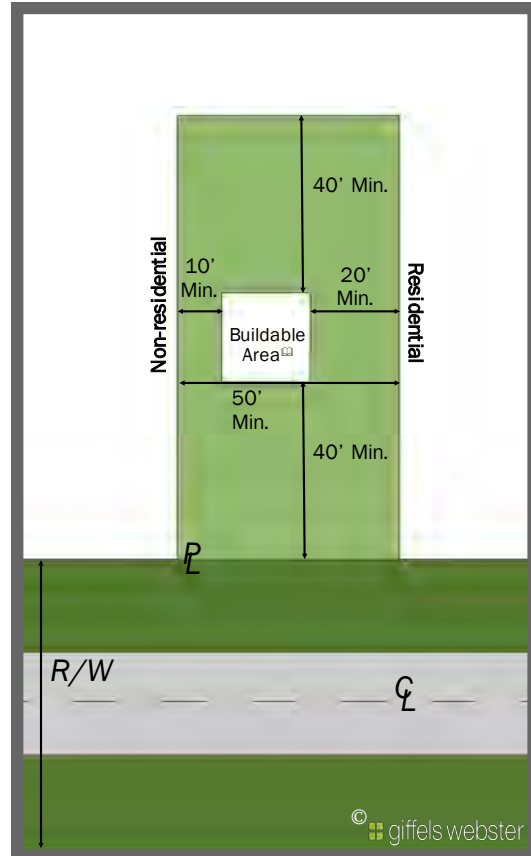 40’ Min.
Non-residential
10’
Min.
20’
Min.
Residential
Buildable
Area
50’
Min.
40’ Min.
PL
R/W
CL
© giffels webster